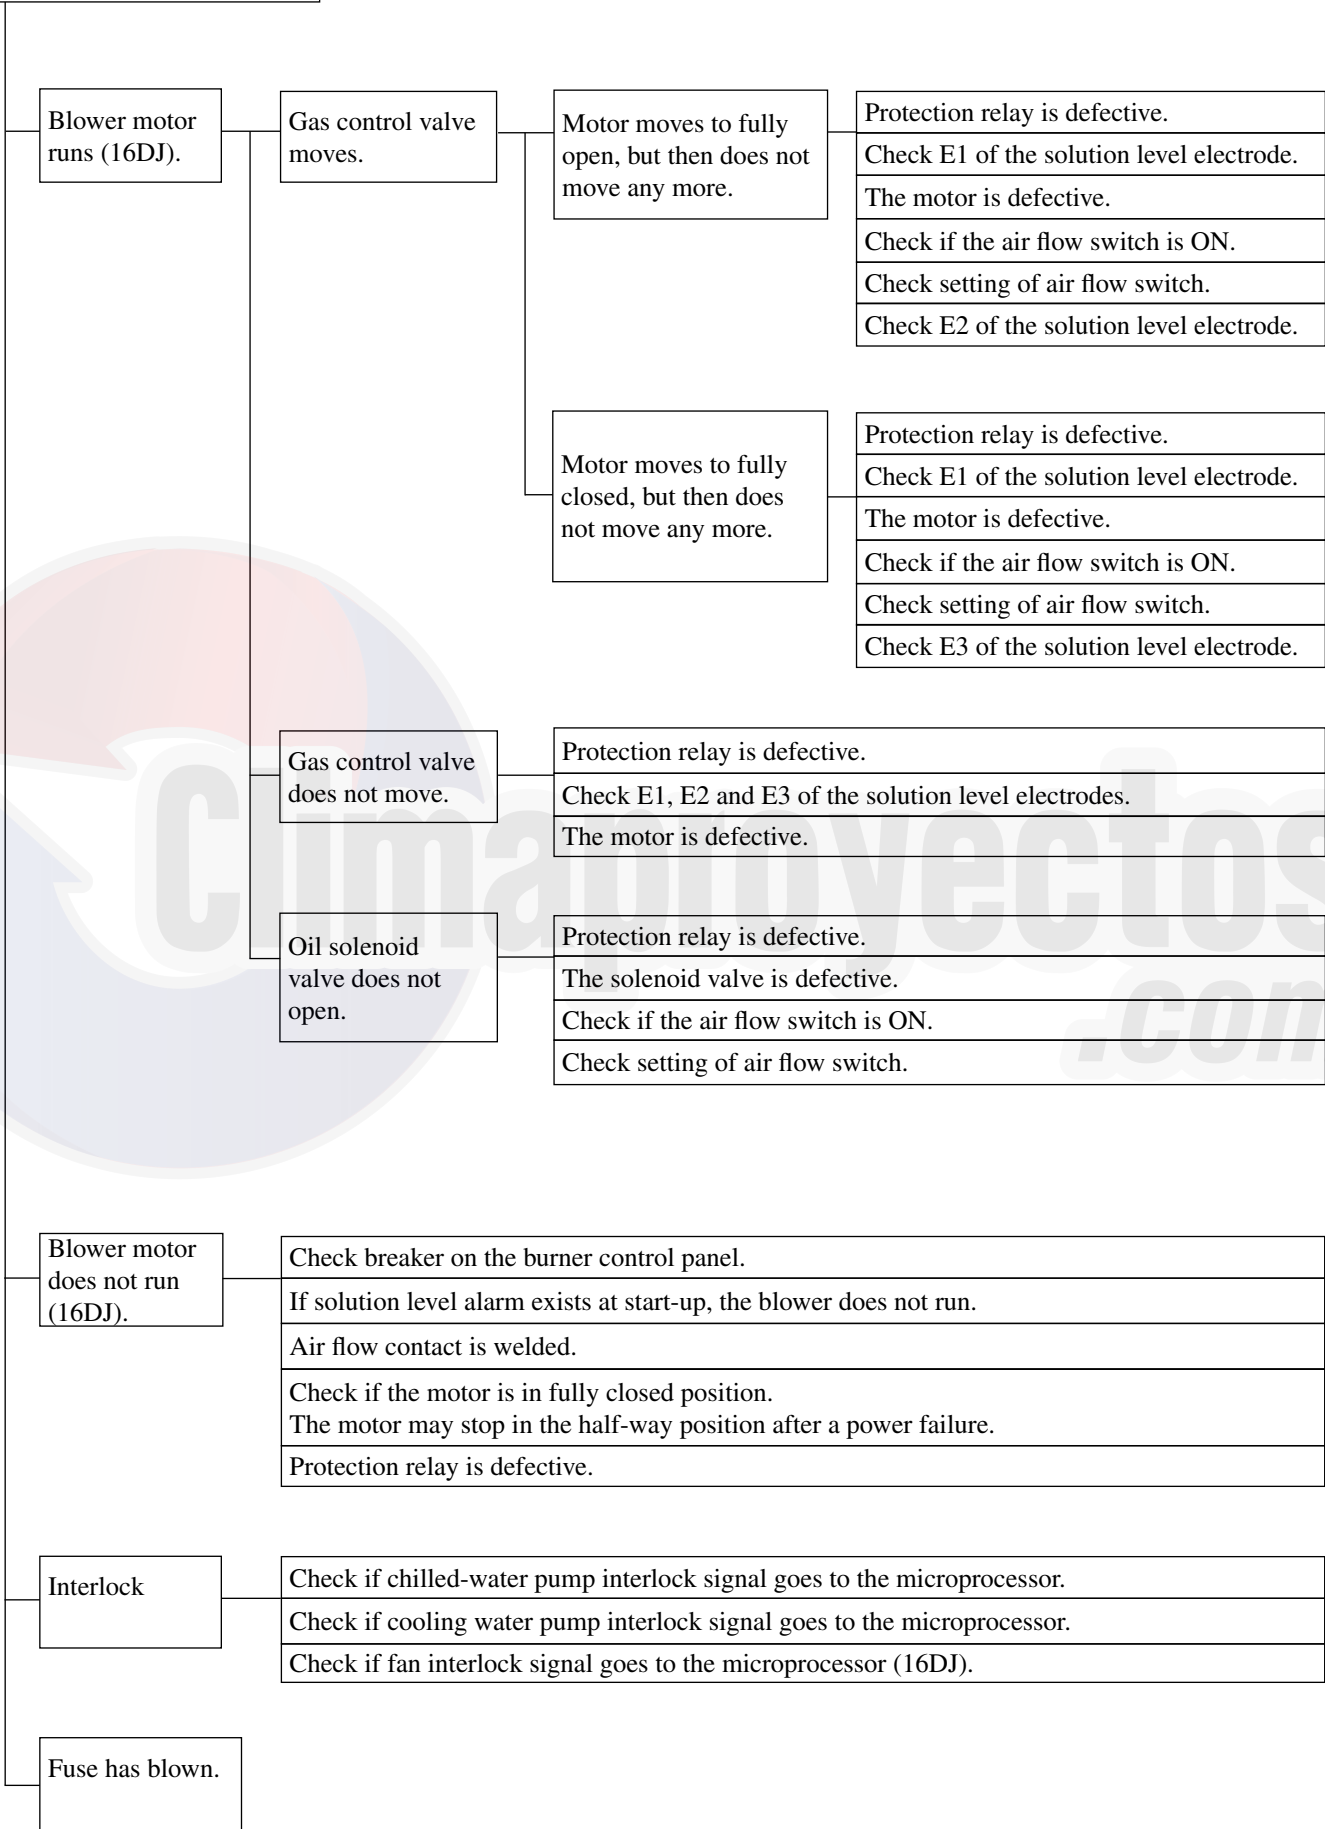 Blower motor
runs (16DJ).
Gas control valve
moves.
Motor moves to fully
open, but then does not
move any more.
Protection relay is defective.
Check E1 of the solution level electrode.
The motor is defective.
Check if the air flow switch is ON.
Check setting of air flow switch.
Check E2 of the solution level electrode.
Motor moves to fully
closed, but then does
not move any more.
Protection relay is defective.
Check E1 of the solution level electrode.
The motor is defective.
Check if the air flow switch is ON.
Check setting of air flow switch.
Check E3 of the solution level electrode.
Gas control valve
does not move.
Protection relay is defective.
Check E1, E2 and E3 of the solution level electrodes.
The motor is defective.
Oil solenoid
valve does not
open.
Protection relay is defective.
The solenoid valve is defective.
Check if the air flow switch is ON.
Check setting of air flow switch.
Climaproyectos
.com
Blower motor
does not run
(16DJ).
Check breaker on the burner control panel.
If solution level alarm exists at start-up, the blower does not run.
Air flow contact is welded.
Check if the motor is in fully closed position.
The motor may stop in the half-way position after a power failure.
Protection relay is defective.
Interlock
Check if chilled-water pump interlock signal goes to the microprocessor.
Check if cooling water pump interlock signal goes to the microprocessor.
Check if fan interlock signal goes to the microprocessor (16DJ).
Fuse has blown.